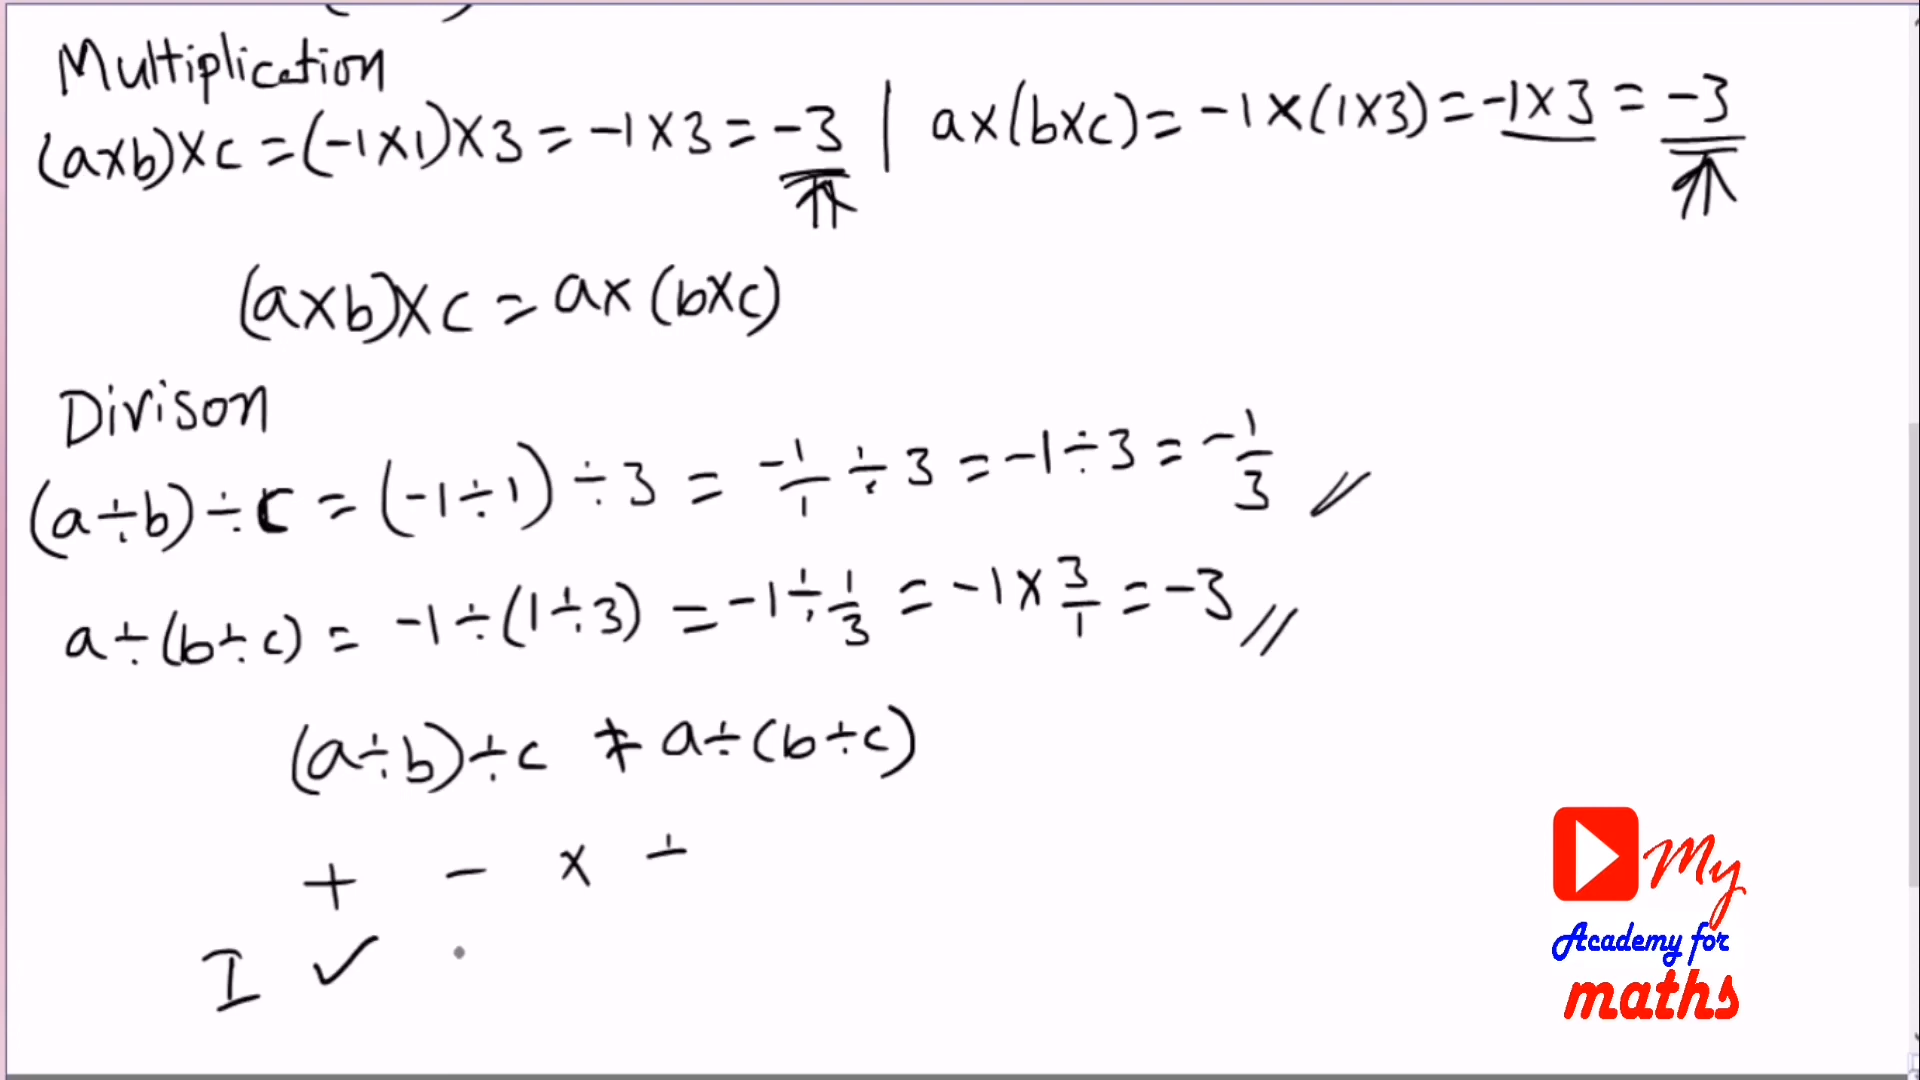 Multiplication
(a×b)×c = (-1×1)×3 = -1×3 = -3 | a×(b×c) = -1×(1×3) = -1×3 = -3
(a×b)×c = a×(b×c)
Divison
(a÷b)÷c = (-1÷1)÷3 = -1/1 ÷ 3 = -1÷3 = -1/3
a÷(b÷c) = -1÷(1÷3) = -1÷1/3 = -1×3/1 = -3
(a÷b)÷c ≠ a÷(b÷c)
+ - × ÷
I ✓
My
Academy for
maths